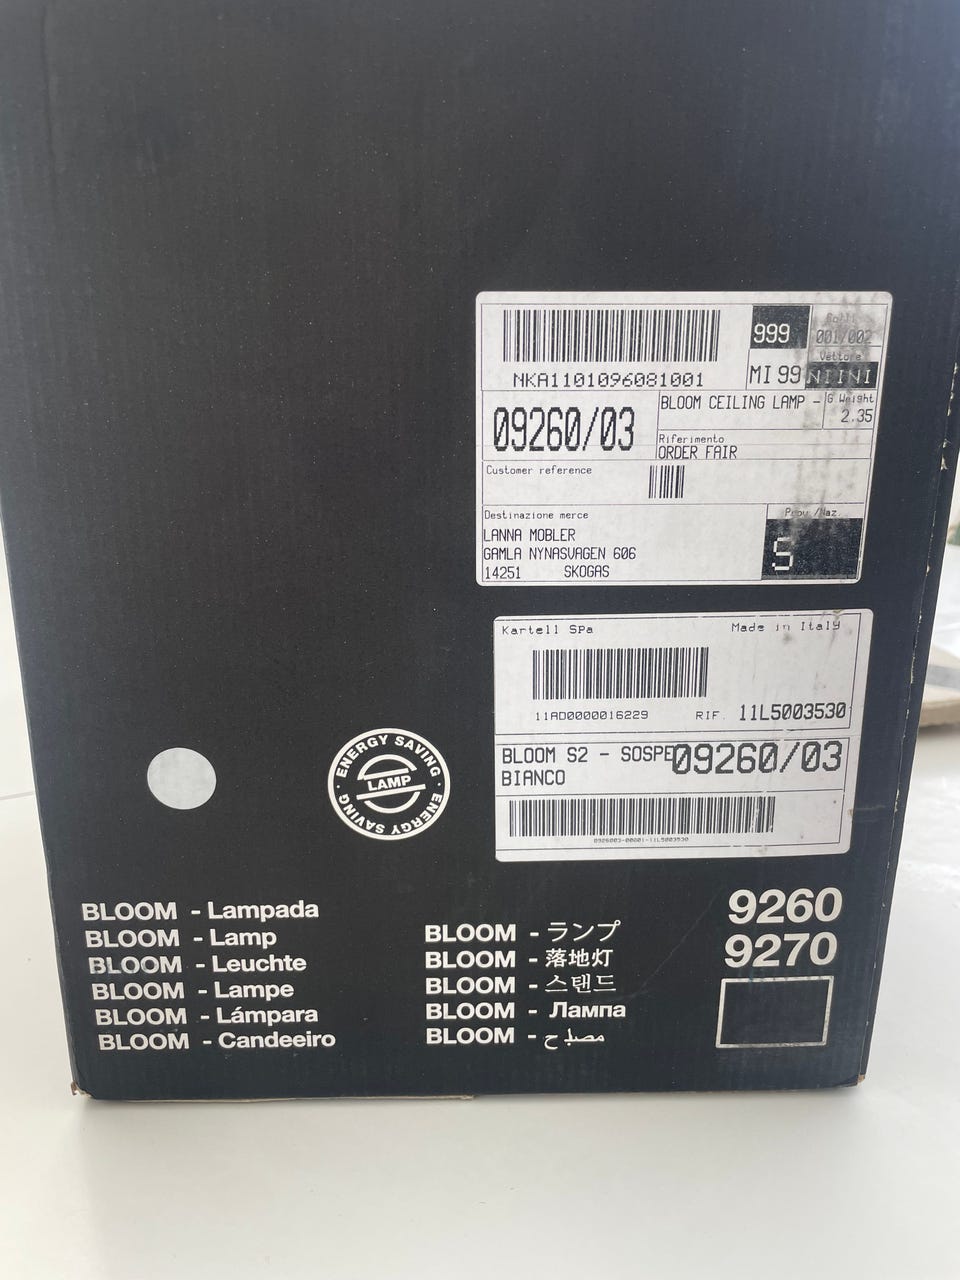 NKA1101096081001
999
Colli
001/002
Vettore
MI 99
NTINI
09260/03
BLOOM CEILING LAMP -
G Weight
2.35
Riferimento
ORDER FAIR
Customer reference
Destinazione merce
LANNA MOBLER
GAMLA NYNASVAGEN 606
14251 SKOGAS
Prov./Naz.
S
Kartell SPa Made in Italy
11AD0000016229 RIF. 11L5003530
BLOOM S2 - SOSPE 09260/03
BIANCO
ENERGY SAVING · ENERGY SAVING ·
LAMP
BLOOM - Lampada
BLOOM - Lamp
BLOOM - Leuchte
BLOOM - Lampe
BLOOM - Lámpara
BLOOM - Candeeiro
BLOOM - ランプ
BLOOM - 落地灯
BLOOM - 스탠드
BLOOM - Лампа
BLOOM - مصباح
9260
9270